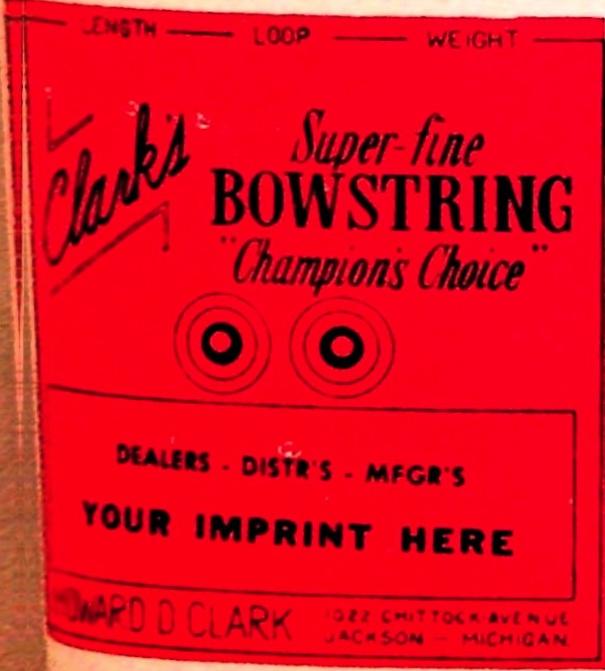 LENGTH LOOP WEIGHT
Clark's
Super-fine
BOWSTRING
"Champion's Choice"
DEALERS - DISTR'S - MFGR'S
YOUR IMPRINT HERE
HOWARD D CLARK
1022 CHITTOCK AVENUE
JACKSON - MICHIGAN